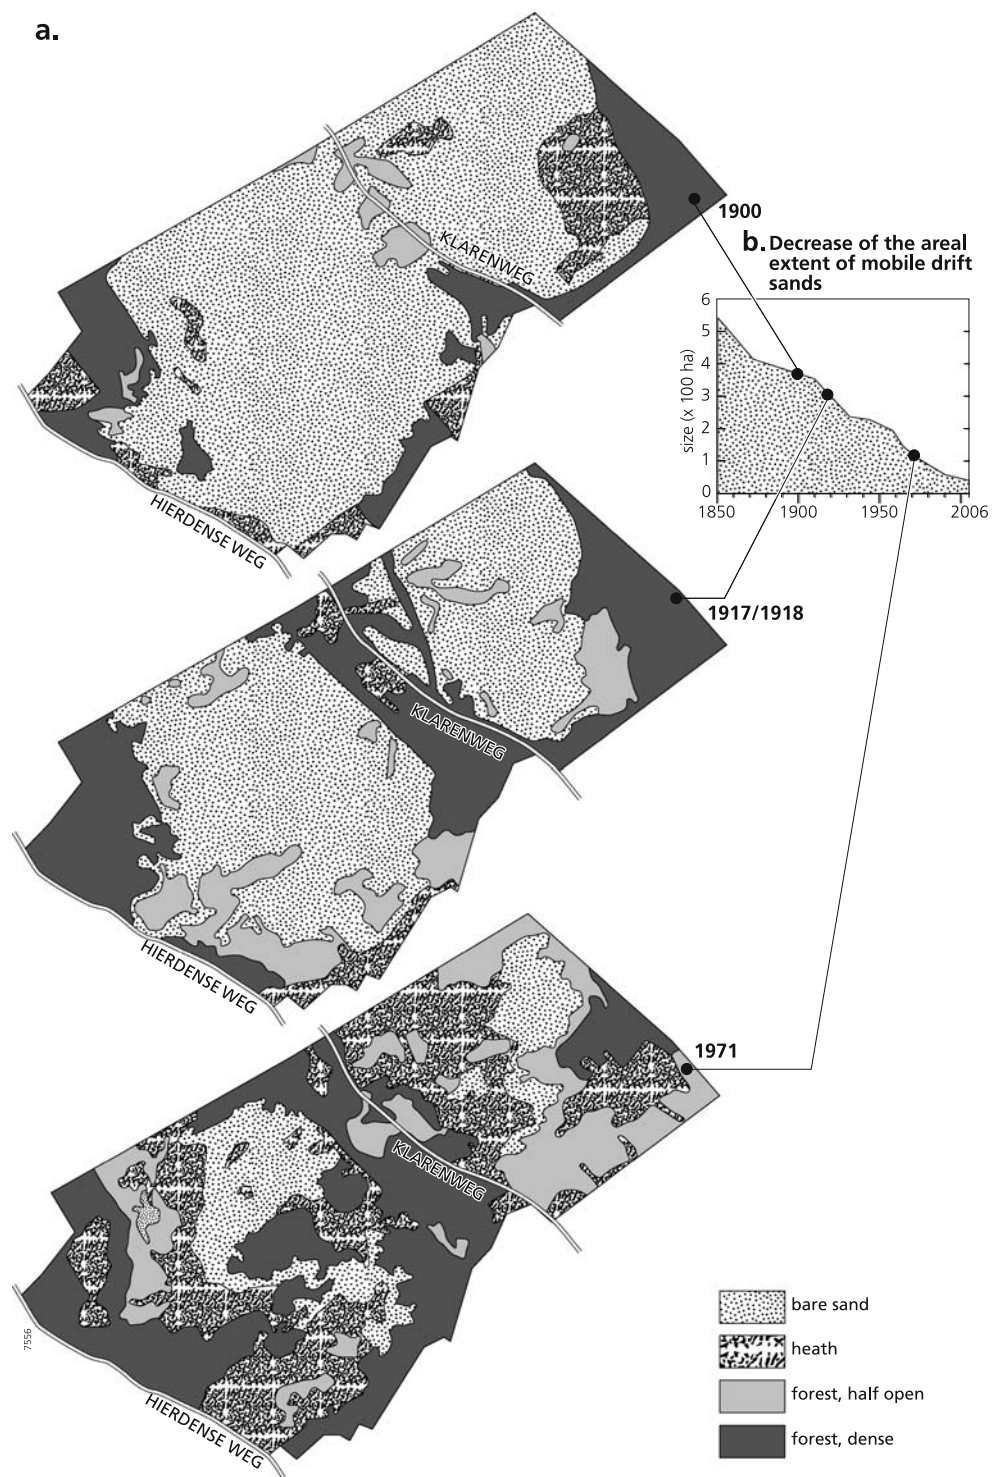 a.
KLARENWEG
HIERDENSE WEG
1900
b. Decrease of the areal
extent of mobile drift
sands
6
5
4
3
2
1
0
size (x 100 ha)
1850
1900
1950
2006
KLARENWEG
HIERDENSE WEG
1917/1918
1971
KLARENWEG
HIERDENSE WEG
7556
bare sand
heath
forest, half open
forest, dense